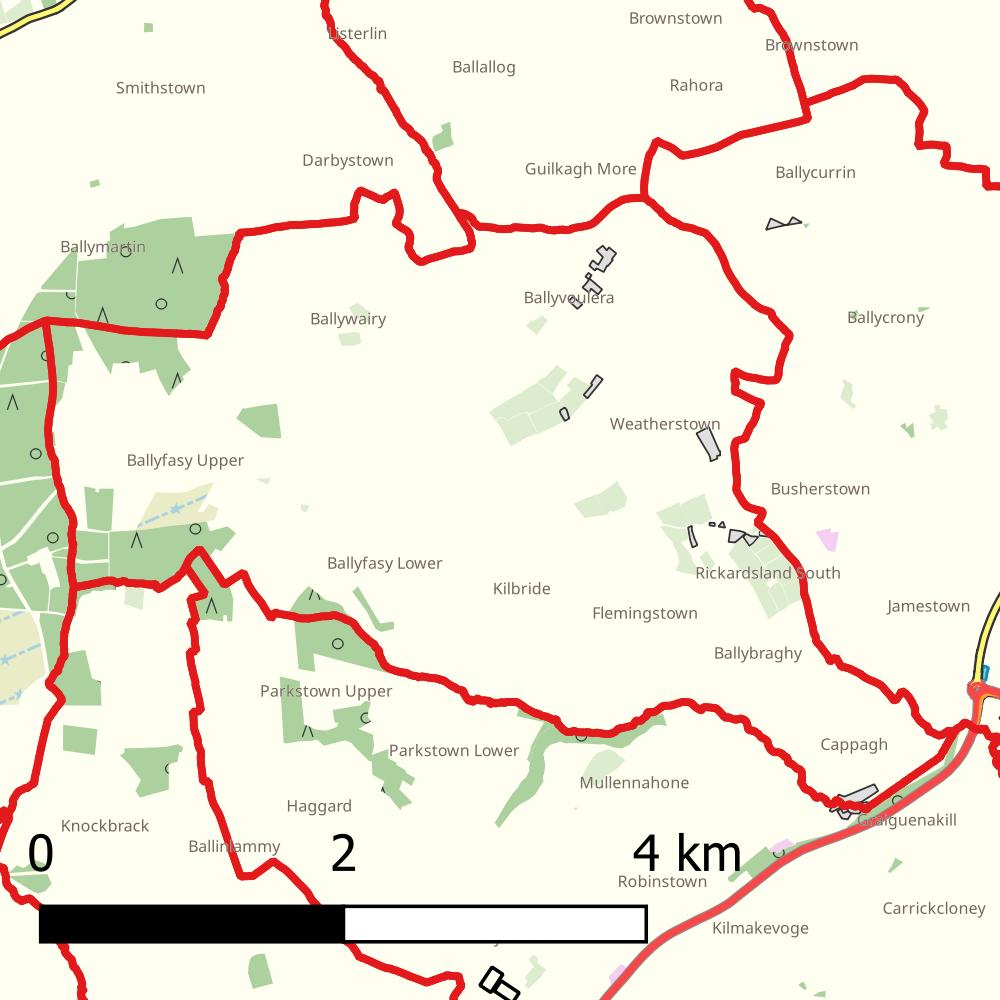 Brownstown
Listerlin
Brownstown
Ballallog
Smithstown
Rahora
Darbystown
Guilkagh More
Ballycurrin
Ballymartin
Ballyvoulera
Ballywairy
Ballycrony
Weatherstown
Ballyfasy Upper
Busherstown
Ballyfasy Lower
Rickardsland South
Kilbride
Jamestown
Flemingstown
Ballybraghy
Parkstown Upper
Cappagh
Parkstown Lower
Mullennahone
Haggard
Graiguenakill
Knockbrack
Ballinlammy
0 2 4 km
Robinstown
Carrickcloney
Kilmakevoge